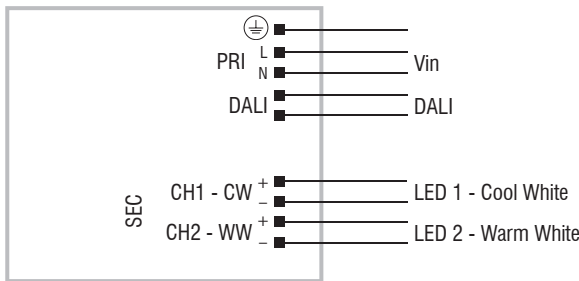 PRI
L
N
Vin
DALI
DALI
SEC
CH1 - CW
+
–
LED 1 - Cool White
CH2 - WW
+
–
LED 2 - Warm White